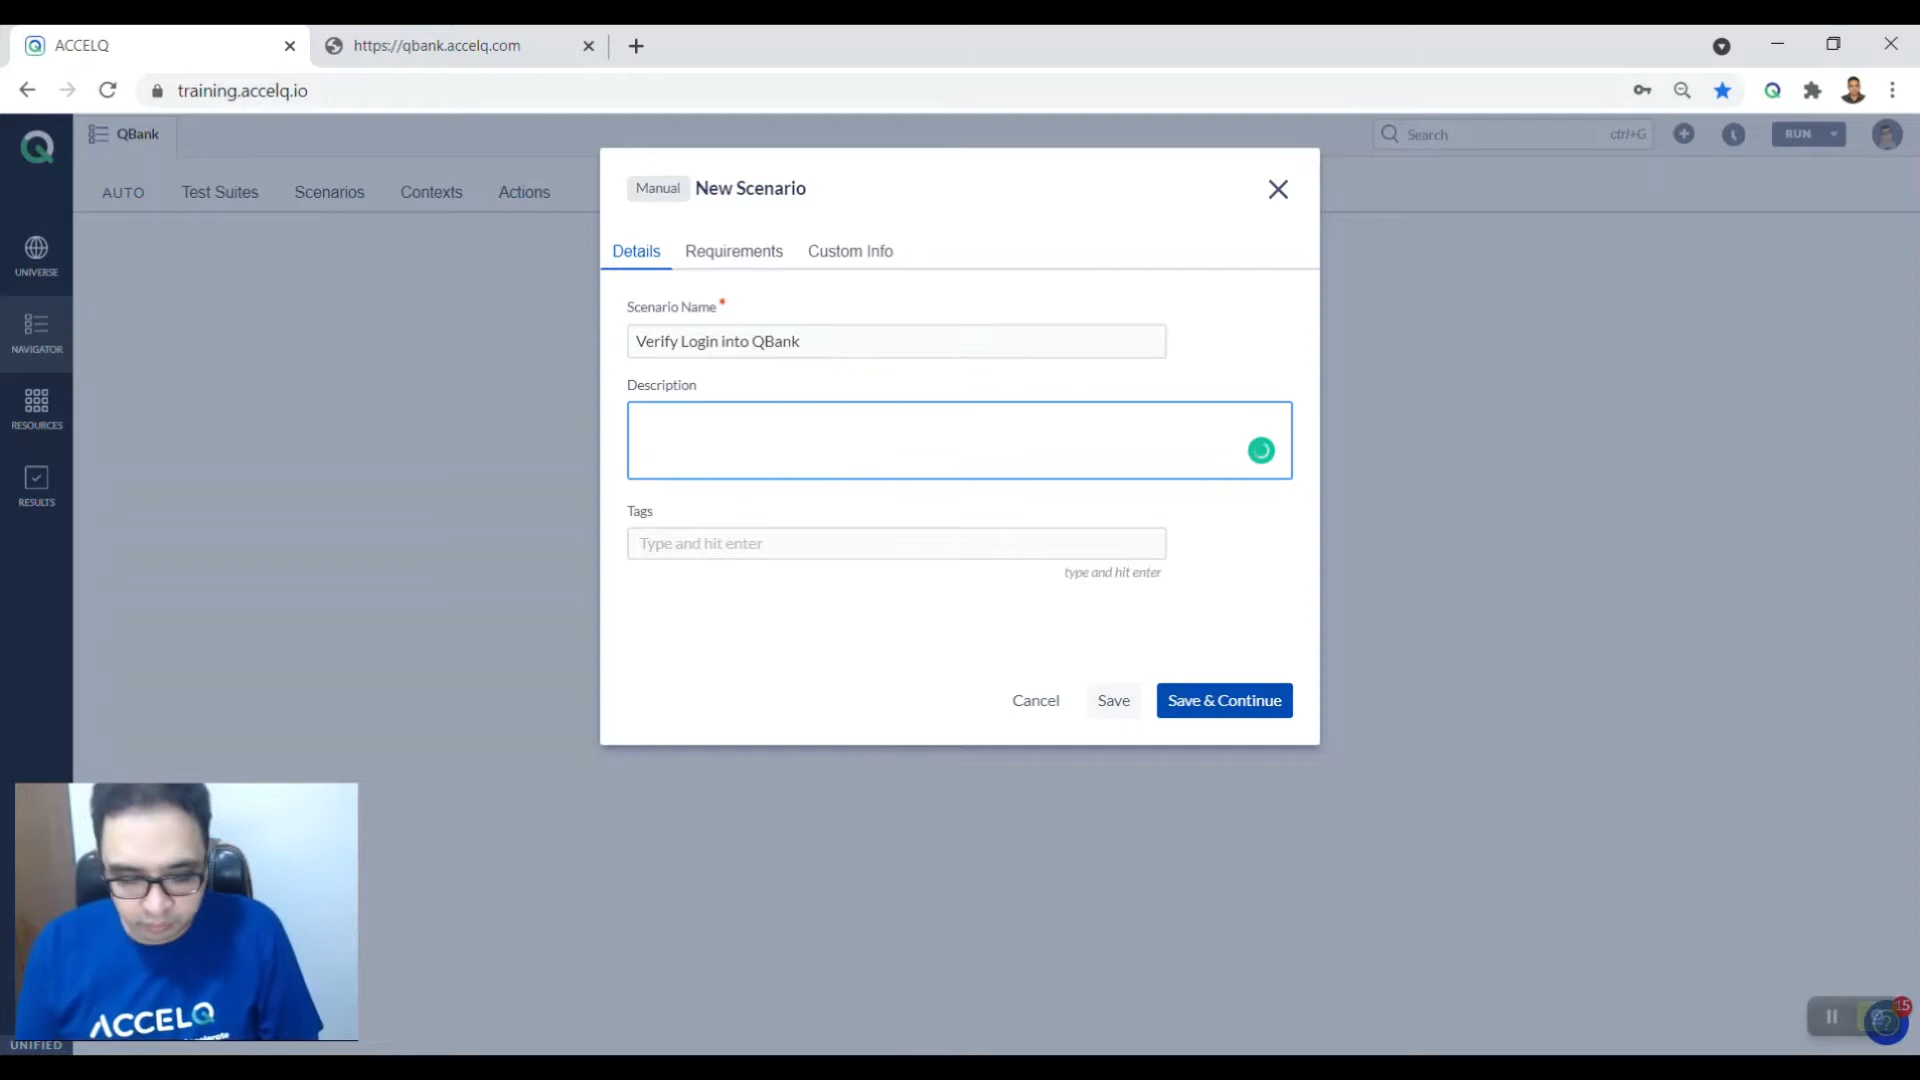 ACCELQ
https://qbank.accelq.com
training.accelq.io
QBank
Search
ctrl+G
RUN
AUTO
Test Suites
Scenarios
Contexts
Actions
UNIVERSE
NAVIGATOR
RESOURCES
RESULTS
UNIFIED
Manual
New Scenario
Details
Requirements
Custom Info
Scenario Name *
Verify Login into QBank
Description
Tags
Type and hit enter
type and hit enter
Cancel
Save
Save & Continue
ACCELQ
15